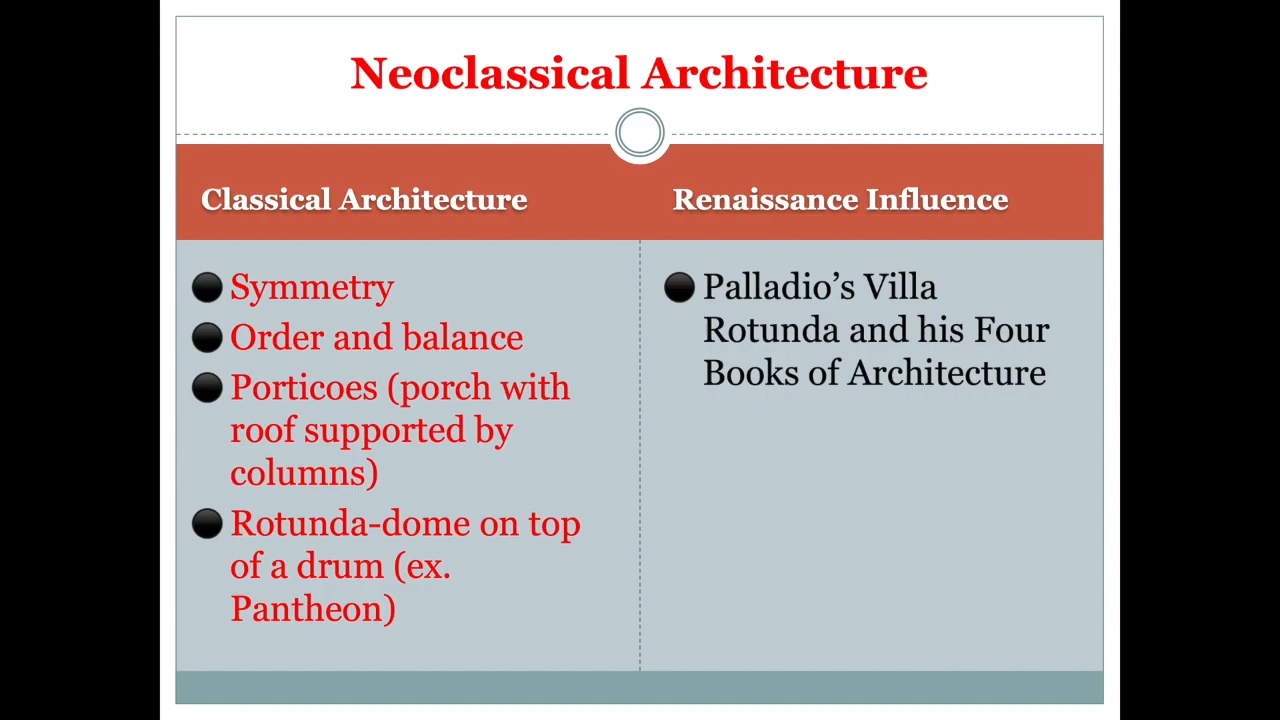 Neoclassical Architecture
Classical Architecture
Symmetry
Order and balance
Porticoes (porch with
roof supported by
columns)
Rotunda-dome on top
of a drum (ex.
Pantheon)
Renaissance Influence
Palladio’s Villa
Rotunda and his Four
Books of Architecture